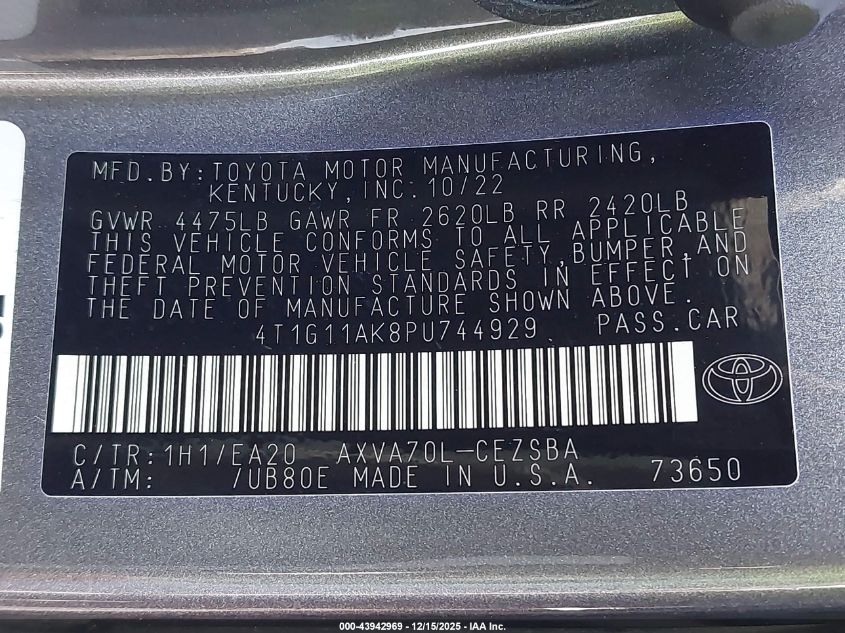 MFD. BY: TOYOTA MOTOR MANUFACTURING,
KENTUCKY, INC. 10/22
GVWR 4475LB GAWR FR 2620LB RR 2420LB
THIS VEHICLE CONFORMS TO ALL APPLICABLE
FEDERAL MOTOR VEHICLE SAFETY, BUMPER, AND
THEFT PREVENTION STANDARDS IN EFFECT ON
THE DATE OF MANUFACTURE SHOWN ABOVE.
4T1G11AK8PU744929 PASS.CAR
C/TR: 1H1/EA20 AXVA70L-CEZSBA
A/TM: /UB80E MADE IN U.S.A. 73650
000-43942969 - 12/15/2025 - IAA Inc.